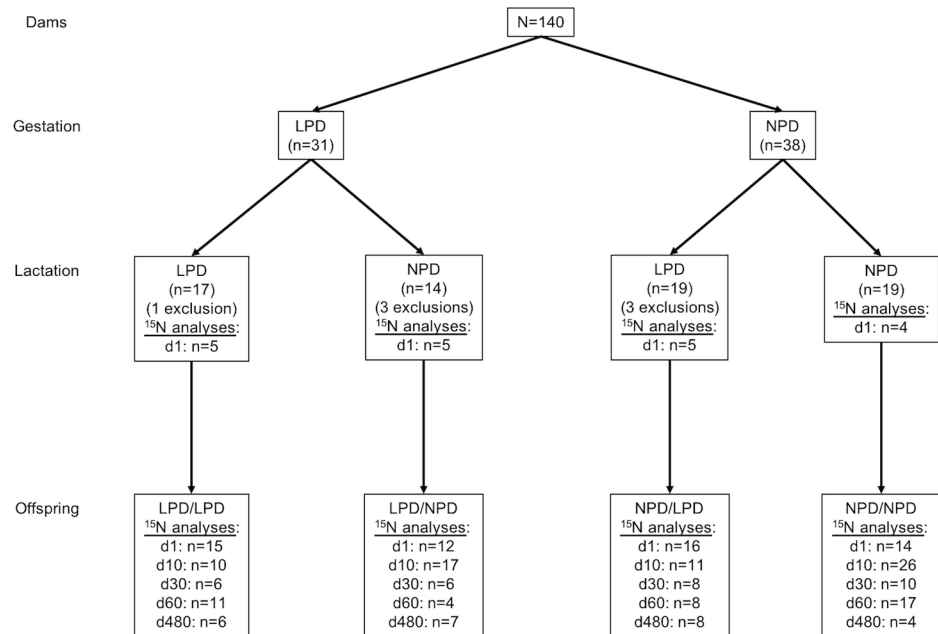 Dams
N=140
Gestation
LPD
(n=31)
NPD
(n=38)
Lactation
LPD
(n=17)
(1 exclusion)
¹⁵N analyses:
d1: n=5
NPD
(n=14)
(3 exclusions)
¹⁵N analyses:
d1: n=5
LPD
(n=19)
(3 exclusions)
¹⁵N analyses:
d1: n=5
NPD
(n=19)
¹⁵N analyses:
d1: n=4
Offspring
LPD/LPD
¹⁵N analyses:
d1: n=15
d10: n=10
d30: n=6
d60: n=11
d480: n=6
LPD/NPD
¹⁵N analyses:
d1: n=12
d10: n=17
d30: n=6
d60: n=4
d480: n=7
NPD/LPD
¹⁵N analyses:
d1: n=16
d10: n=11
d30: n=8
d60: n=8
d480: n=8
NPD/NPD
¹⁵N analyses:
d1: n=14
d10: n=26
d30: n=10
d60: n=17
d480: n=4